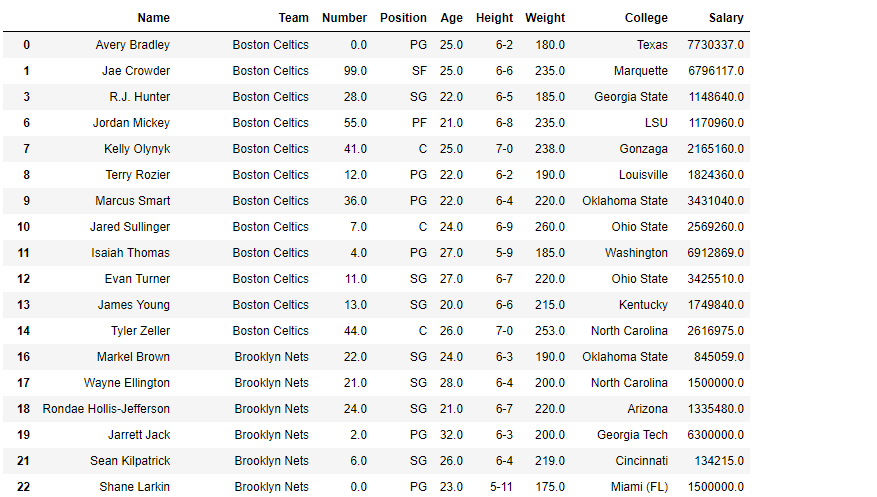 Name Team Number Position Age Height Weight College Salary
0 Avery Bradley Boston Celtics 0.0 PG 25.0 6-2 180.0 Texas 7730337.0
1 Jae Crowder Boston Celtics 99.0 SF 25.0 6-6 235.0 Marquette 6796117.0
3 R.J. Hunter Boston Celtics 28.0 SG 22.0 6-5 185.0 Georgia State 1148640.0
6 Jordan Mickey Boston Celtics 55.0 PF 21.0 6-8 235.0 LSU 1170960.0
7 Kelly Olynyk Boston Celtics 41.0 C 25.0 7-0 238.0 Gonzaga 2165160.0
8 Terry Rozier Boston Celtics 12.0 PG 22.0 6-2 190.0 Louisville 1824360.0
9 Marcus Smart Boston Celtics 36.0 PG 22.0 6-4 220.0 Oklahoma State 3431040.0
10 Jared Sullinger Boston Celtics 7.0 C 24.0 6-9 260.0 Ohio State 2569260.0
11 Isaiah Thomas Boston Celtics 4.0 PG 27.0 5-9 185.0 Washington 6912869.0
12 Evan Turner Boston Celtics 11.0 SG 27.0 6-7 220.0 Ohio State 3425510.0
13 James Young Boston Celtics 13.0 SG 20.0 6-6 215.0 Kentucky 1749840.0
14 Tyler Zeller Boston Celtics 44.0 C 26.0 7-0 253.0 North Carolina 2616975.0
16 Markel Brown Brooklyn Nets 22.0 SG 24.0 6-3 190.0 Oklahoma State 845059.0
17 Wayne Ellington Brooklyn Nets 21.0 SG 28.0 6-4 200.0 North Carolina 1500000.0
18 Rondae Hollis-Jefferson Brooklyn Nets 24.0 SG 21.0 6-7 220.0 Arizona 1335480.0
19 Jarrett Jack Brooklyn Nets 2.0 PG 32.0 6-3 200.0 Georgia Tech 6300000.0
21 Sean Kilpatrick Brooklyn Nets 6.0 SG 26.0 6-4 219.0 Cincinnati 134215.0
22 Shane Larkin Brooklyn Nets 0.0 PG 23.0 5-11 175.0 Miami (FL) 1500000.0